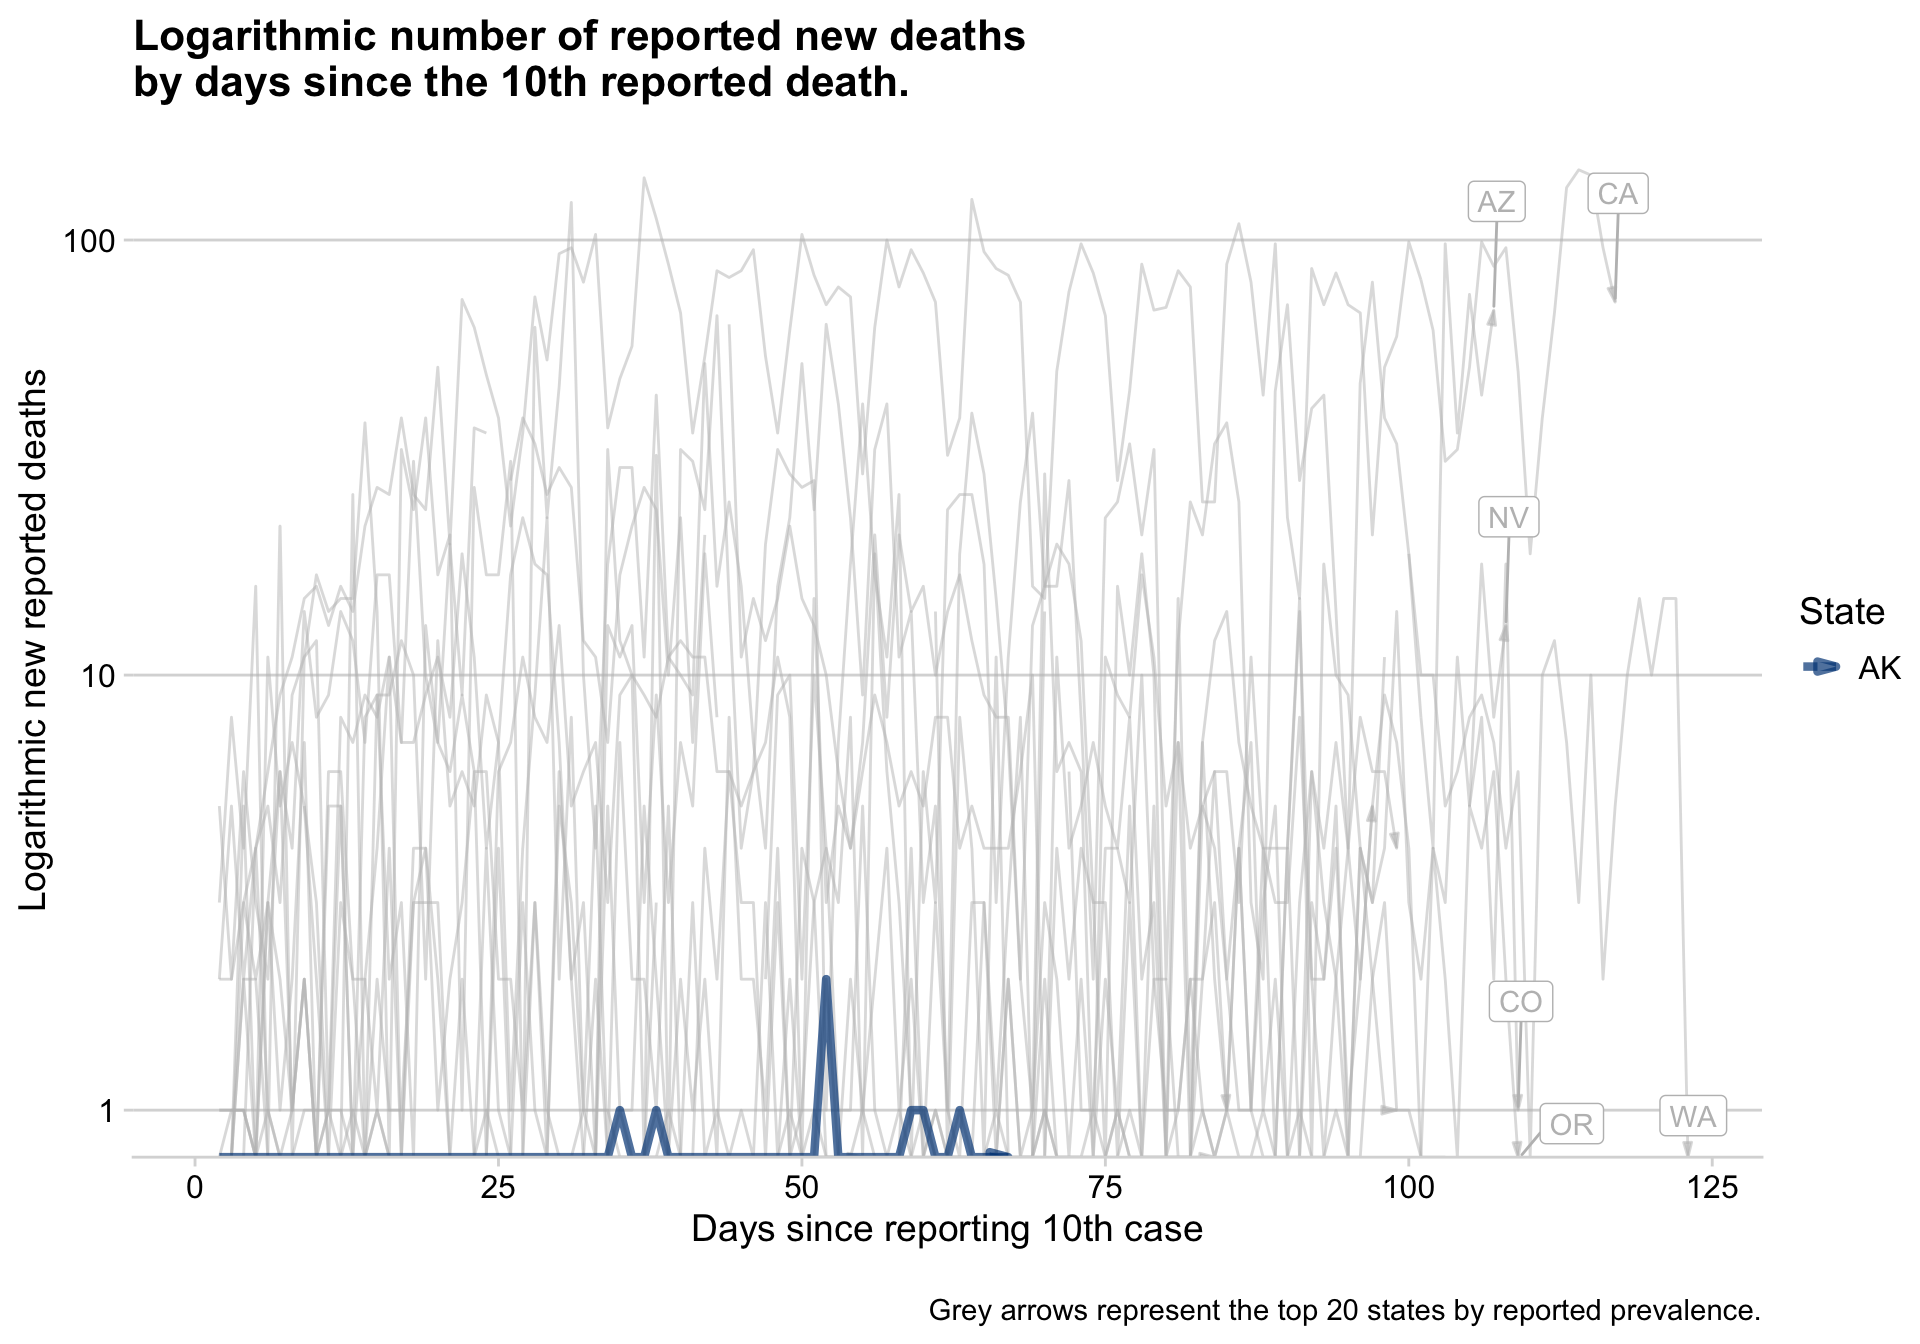 Logarithmic number of reported new deaths
by days since the 10th reported death.
Logarithmic new reported deaths
100
10
1
AZ
CA
NV
CO
OR
WA
State
AK
0 25 50 75 100 125
Days since reporting 10th case
Grey arrows represent the top 20 states by reported prevalence.